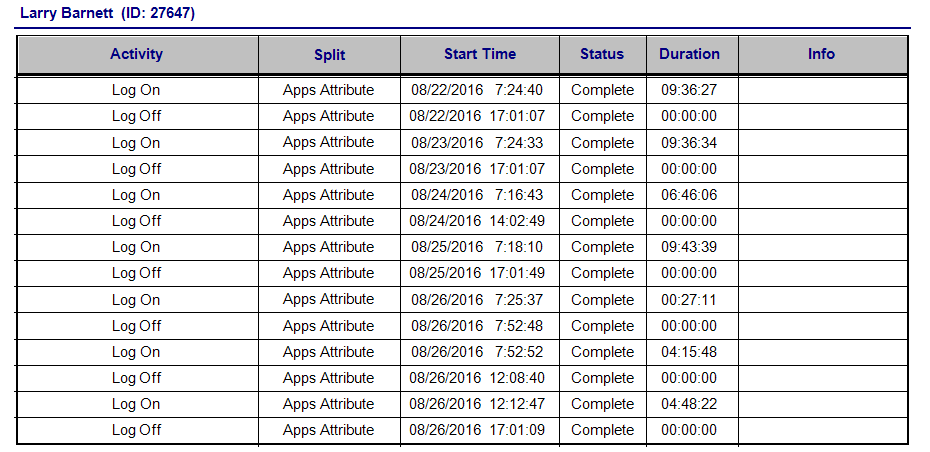 Larry Barnett (ID: 27647)
Activity Split Start Time Status Duration Info
Log On Apps Attribute 08/22/2016 7:24:40 Complete 09:36:27
Log Off Apps Attribute 08/22/2016 17:01:07 Complete 00:00:00
Log On Apps Attribute 08/23/2016 7:24:33 Complete 09:36:34
Log Off Apps Attribute 08/23/2016 17:01:07 Complete 00:00:00
Log On Apps Attribute 08/24/2016 7:16:43 Complete 06:46:06
Log Off Apps Attribute 08/24/2016 14:02:49 Complete 00:00:00
Log On Apps Attribute 08/25/2016 7:18:10 Complete 09:43:39
Log Off Apps Attribute 08/25/2016 17:01:49 Complete 00:00:00
Log On Apps Attribute 08/26/2016 7:25:37 Complete 00:27:11
Log Off Apps Attribute 08/26/2016 7:52:48 Complete 00:00:00
Log On Apps Attribute 08/26/2016 7:52:52 Complete 04:15:48
Log Off Apps Attribute 08/26/2016 12:08:40 Complete 00:00:00
Log On Apps Attribute 08/26/2016 12:12:47 Complete 04:48:22
Log Off Apps Attribute 08/26/2016 17:01:09 Complete 00:00:00